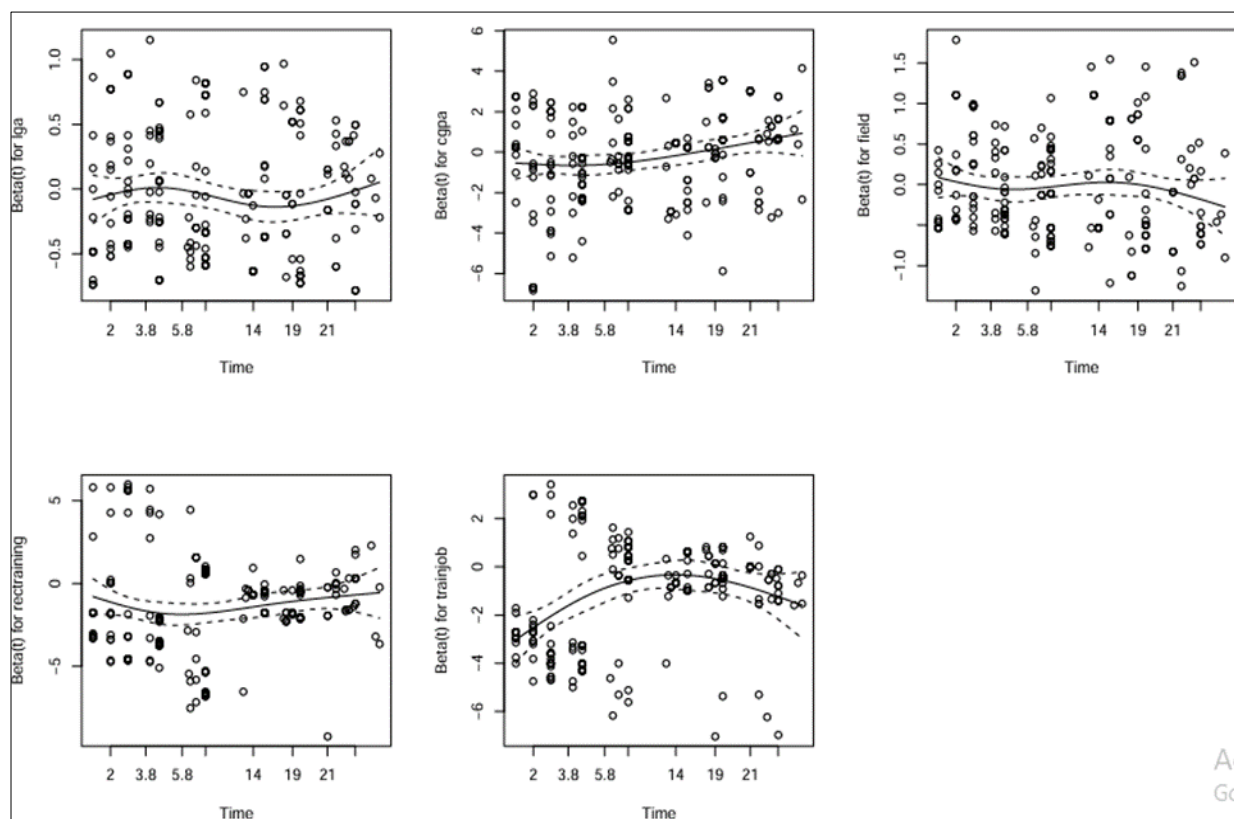 Beta(t) for lga
1.0
0.5
0.0
−0.5
2 3.8 5.8 14 19 21
Time
Beta(t) for cgpa
6
4
2
0
−2
−4
−6
2 3.8 5.8 14 19 21
Time
Beta(t) for field
1.5
1.0
0.5
0.0
−1.0
2 3.8 5.8 14 19 21
Time
Beta(t) for rectraining
5
0
−5
2 3.8 5.8 14 19 21
Time
Beta(t) for trainjob
2
0
−2
−4
−6
2 3.8 5.8 14 19 21
Time